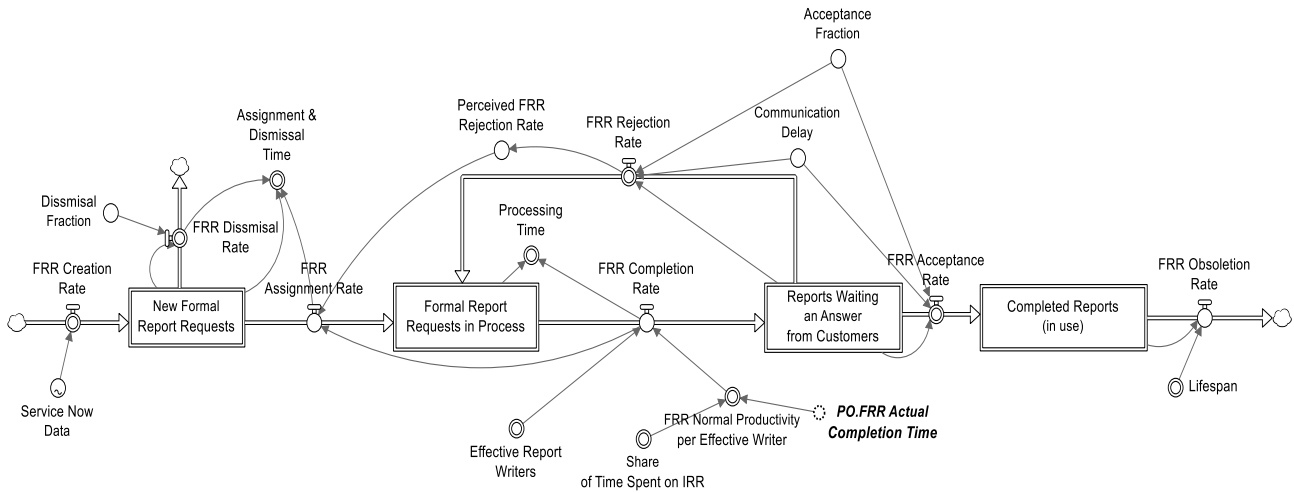 Acceptance
Fraction
Perceived FRR
Rejection Rate
FRR Rejection
Rate
Communication
Delay
Assignment &
Dismissal
Time
Dissmisal
Fraction
FRR Dismissal
Rate
Processing
Time
FRR Creation
Rate
FRR
Assignment Rate
FRR Completion
Rate
FRR Acceptance
Rate
FRR Obsoletion
Rate
New Formal
Report Requests
Formal Report
Requests in Process
Reports Waiting
an Answer
from Customers
Completed Reports
(in use)
Service Now
Data
Effective Report
Writers
Share
of Time Spent on IRR
FRR Normal Productivity
per Effective Writer
PO.FRR Actual
Completion Time
Lifespan